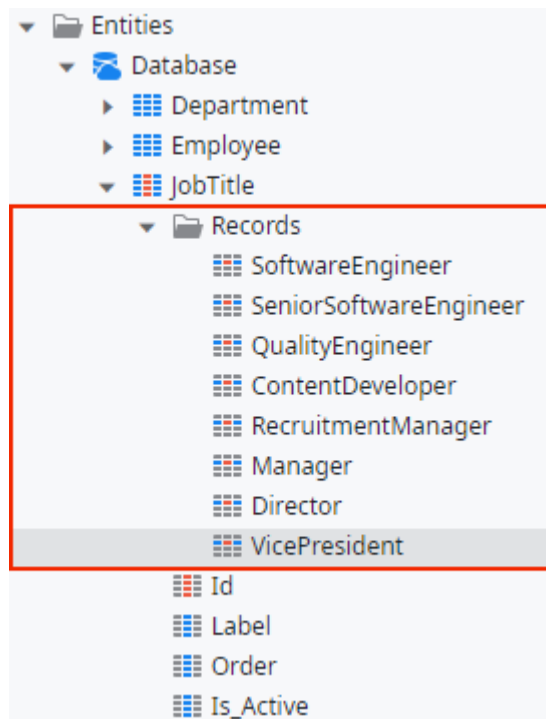 Entities
Database
Department
Employee
JobTitle
Records
SoftwareEngineer
SeniorSoftwareEngineer
QualityEngineer
ContentDeveloper
RecruitmentManager
Manager
Director
VicePresident
Id
Label
Order
Is_Active